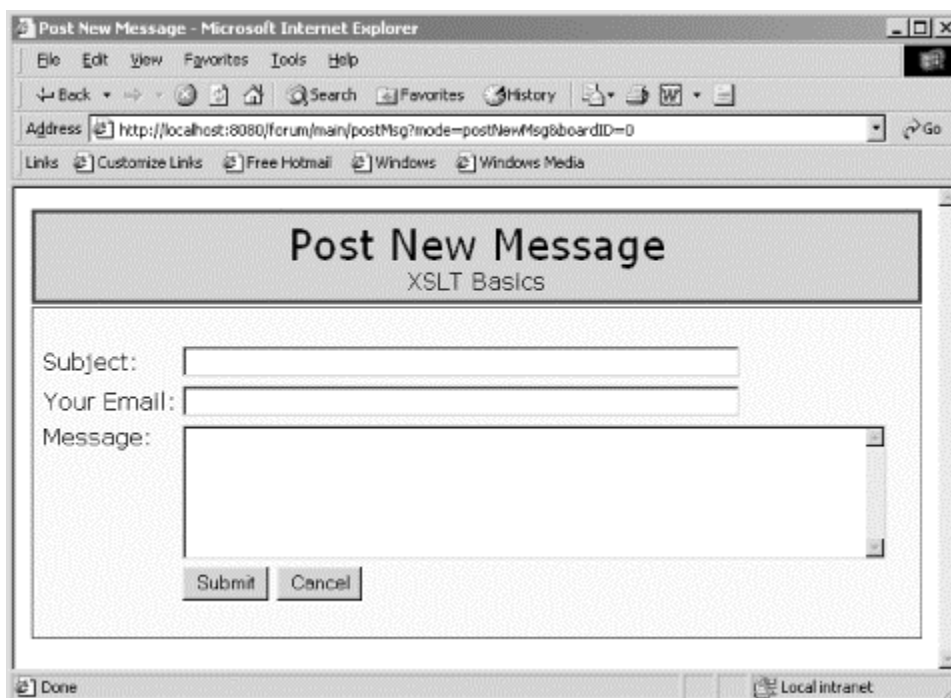 Post New Message - Microsoft Internet Explorer
File Edit View Favorites Tools Help
Back Search Favorites History
Address http://localhost:8080/forum/main/postMsg?mode=postNewMsg&boardID=0 Go
Links Customize Links Free Hotmail Windows Windows Media
Post New Message
XSLT Basics
Subject:
Your Email:
Message:
Submit Cancel
Done Local intranet